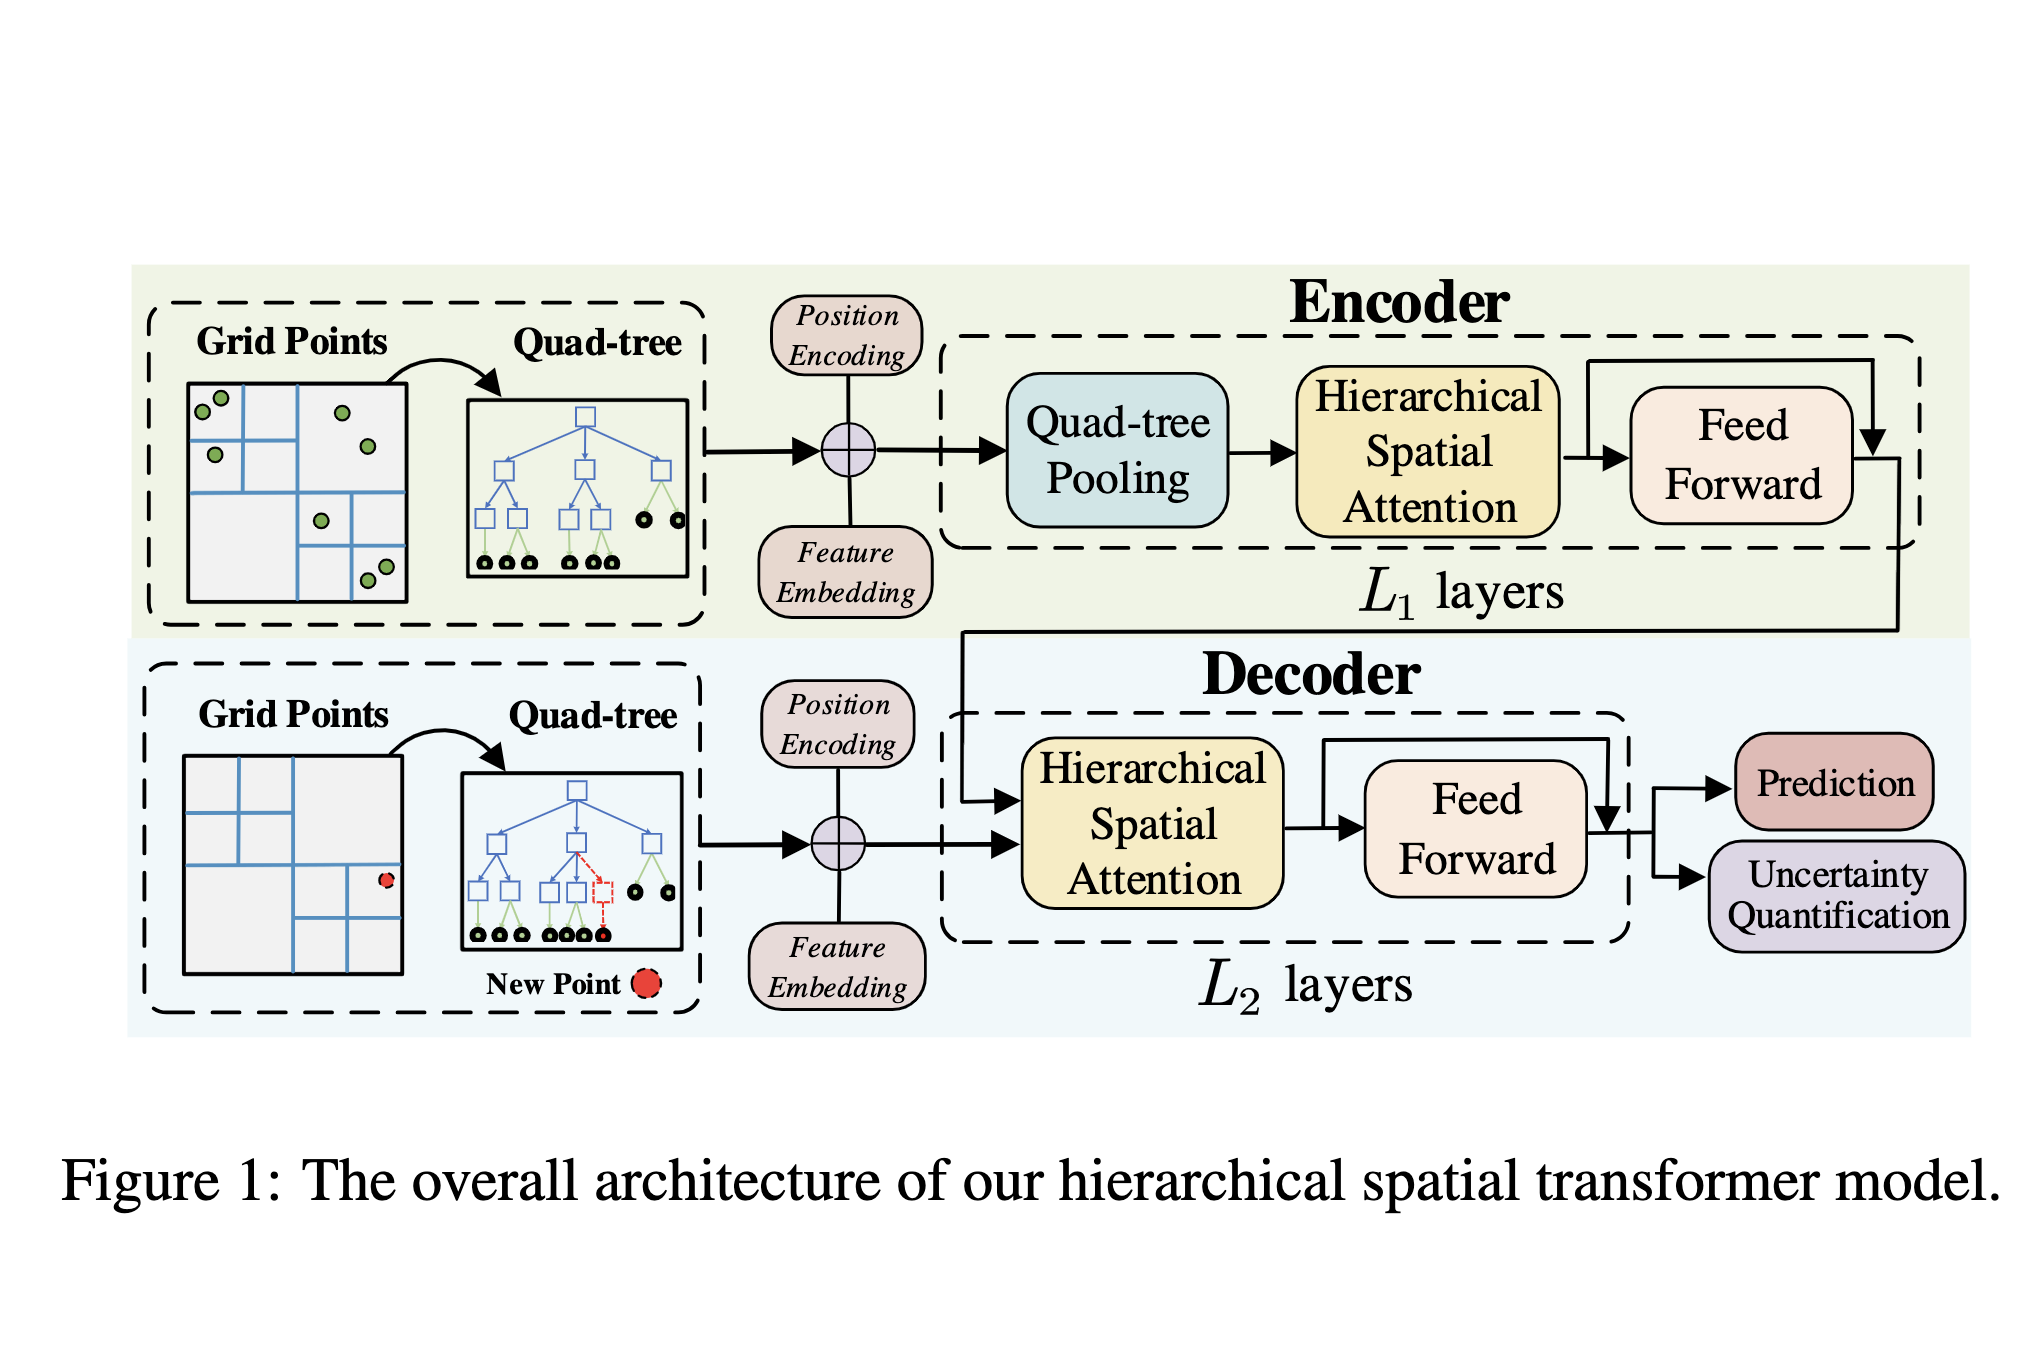 Encoder
Grid Points
Quad-tree
Position
Encoding
Feature
Embedding
Quad-tree
Pooling
Hierarchical
Spatial
Attention
Feed
Forward
L₁ layers
Decoder
Grid Points
Quad-tree
New Point
Position
Encoding
Feature
Embedding
Hierarchical
Spatial
Attention
Feed
Forward
L₂ layers
Prediction
Uncertainty
Quantification
Figure 1: The overall architecture of our hierarchical spatial transformer model.